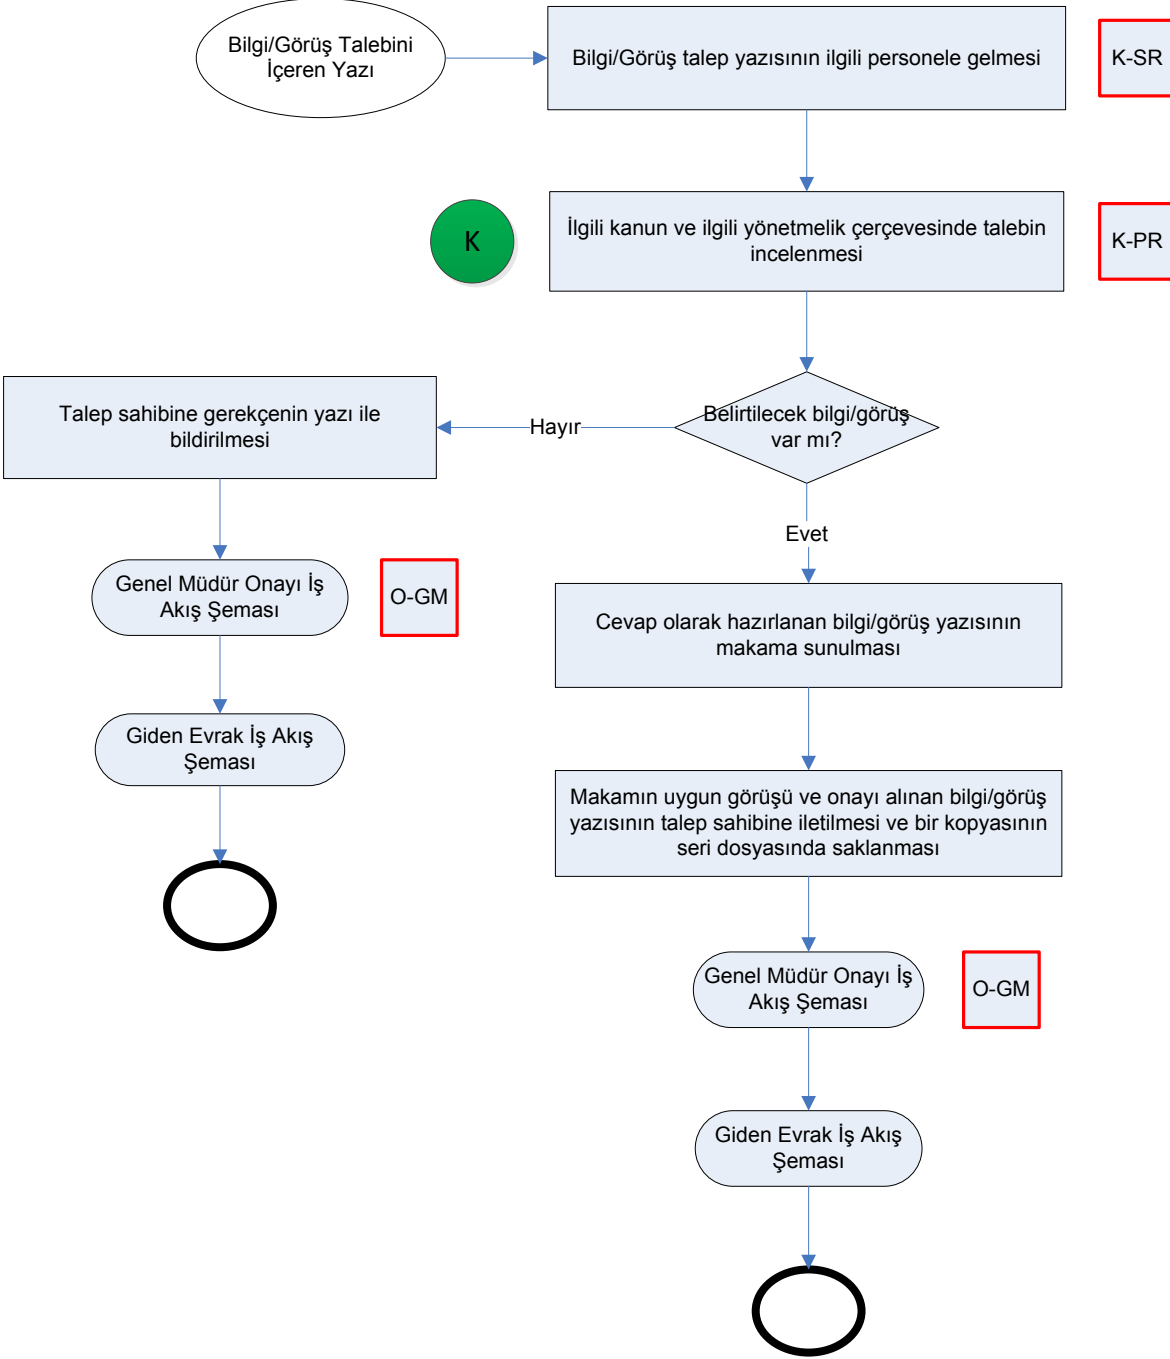 Bilgi/Görüş Talebini
İçeren Yazı
Bilgi/Görüş talep yazısının ilgili personele gelmesi
K-SR
K
İlgili kanun ve ilgili yönetmelik çerçevesinde talebin
incelenmesi
K-PR
Talep sahibine gerekçenin yazı ile
bildirilmesi
Hayır
Belirtilecek bilgi/görüş
var mı?
Evet
Genel Müdür Onayı İş
Akış Şeması
O-GM
Cevap olarak hazırlanan bilgi/görüş yazısının
makama sunulması
Giden Evrak İş Akış
Şeması
Makamın uygun görüşü ve onayı alınan bilgi/görüş
yazısının talep sahibine iletilmesi ve bir kopyasının
seri dosyasında saklanması
Genel Müdür Onayı İş
Akış Şeması
O-GM
Giden Evrak İş Akış
Şeması